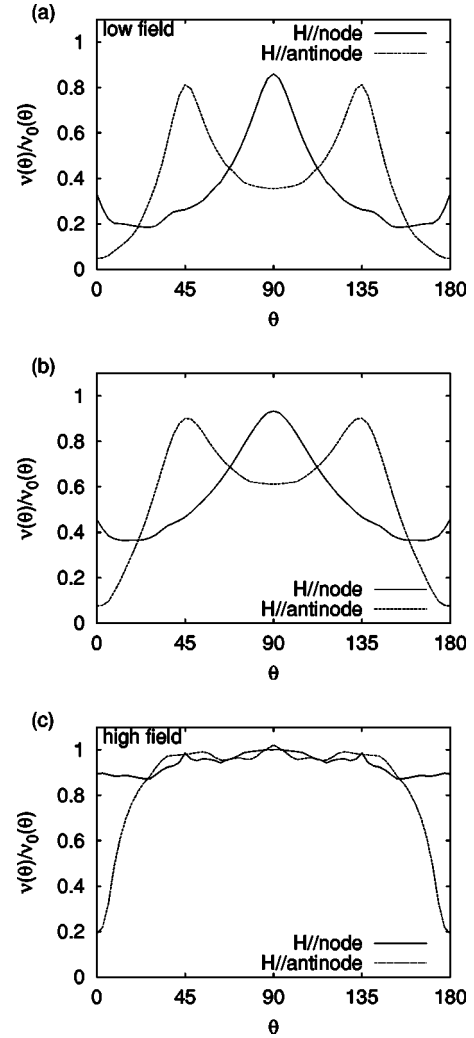 (a)
low field
H//node
H//antinode
ν(θ)/ν0(θ)
1
0.8
0.6
0.4
0.2
0
0 45 90 135 180
θ
(b)
ν(θ)/ν0(θ)
1
0.8
0.6
0.4
0.2
0
H//node
H//antinode
0 45 90 135 180
θ
(c)
high field
ν(θ)/ν0(θ)
1
0.8
0.6
0.4
0.2
0
H//node
H//antinode
0 45 90 135 180
θ